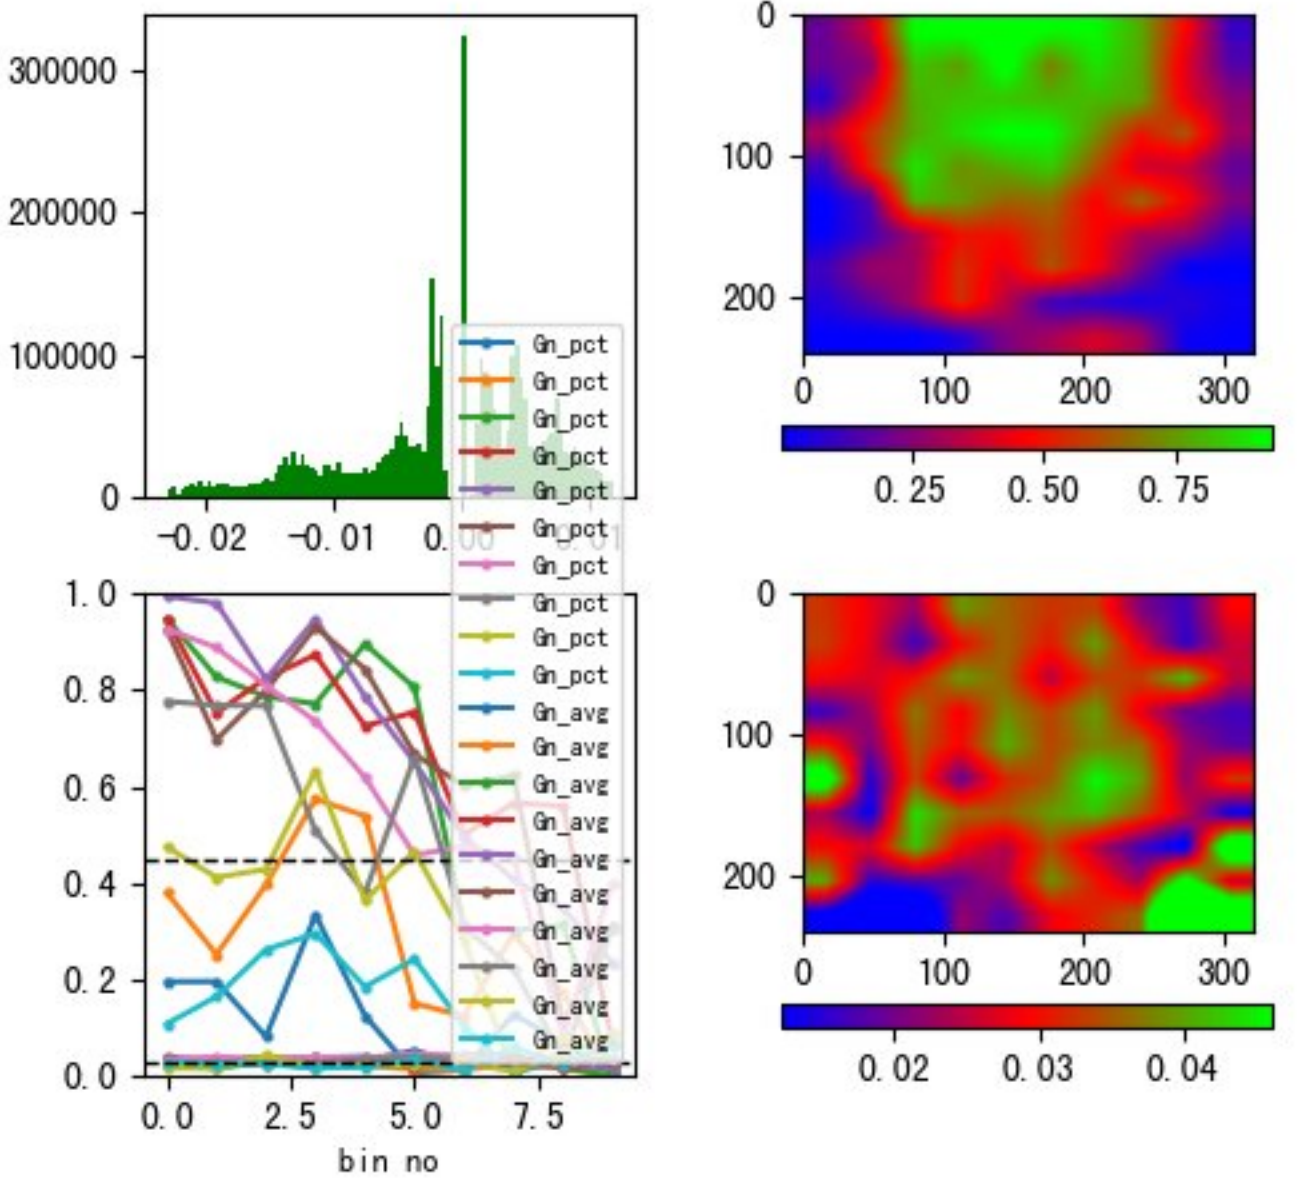 300000
200000
100000
0
-0.02 -0.01 0.00 0.01
0
100
200
0 100 200 300
0.25 0.50 0.75
Gn_pct
Gn_pct
Gn_pct
Gn_pct
Gn_pct
Gn_pct
Gn_pct
Gn_pct
Gn_pct
Gn_pct
Gn_avg
Gn_avg
Gn_avg
Gn_avg
Gn_avg
Gn_avg
Gn_avg
Gn_avg
Gn_avg
Gn_avg
1.0
0.8
0.6
0.4
0.2
0.0
0.0 2.5 5.0 7.5
bin no
0
100
200
0 100 200 300
0.02 0.03 0.04